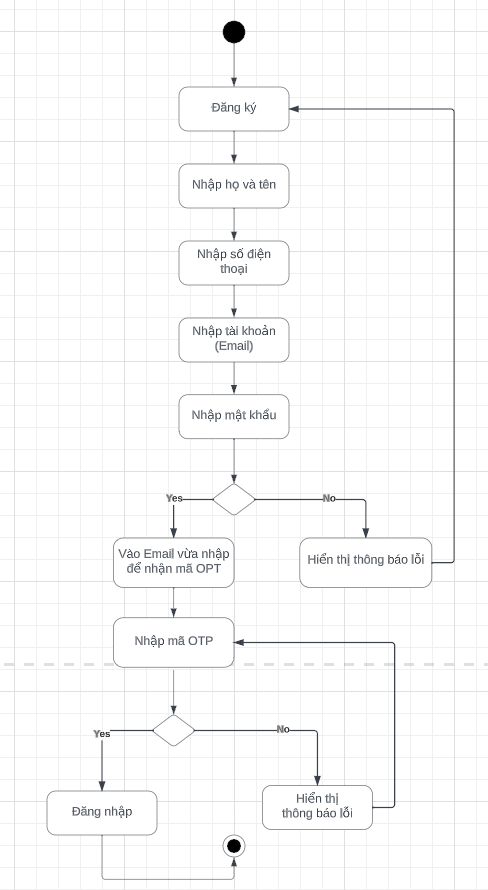 Đăng ký
Nhập họ và tên
Nhập số điện
thoại
Nhập tài khoản
(Email)
Nhập mật khẩu
Yes
No
Vào Email vừa nhập
để nhận mã OPT
Hiển thị thông báo lỗi
Nhập mã OTP
Yes
No
Đăng nhập
Hiển thị
thông báo lỗi